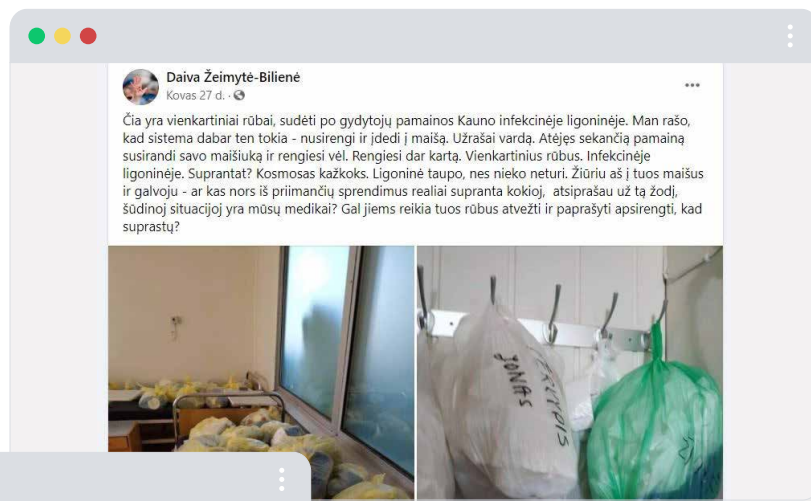 Daiva Žeimytė-Bilienė
Kovas 27 d. ·
Čia yra vienkartiniai rūbai, sudėti po gydytojų pamainos Kauno infekcinėje ligoninėje. Man rašo,
kad sistema dabar ten tokia - nusirengi ir įdedi į maišą. Užrašai vardą. Atėjęs sekančią pamainą
susirandi savo maišiuką ir rengiesi vėl. Rengiesi dar kartą. Vienkartinius rūbus. Infekcinėje
ligoninėje. Suprantat? Kosmosas kažkoks. Ligoninė taupo, nes nieko neturi. Žiūriu aš į tuos maišus
ir galvoju - ar kas nors iš priimančių sprendimus realiai supranta kokioj, atsiprašau už tą žodį,
šūdinoj situacijoj yra mūsų medikai? Gal jiems reikia tuos rūbus atvežti ir paprašyti apsirengti, kad
suprastų?
JONAS